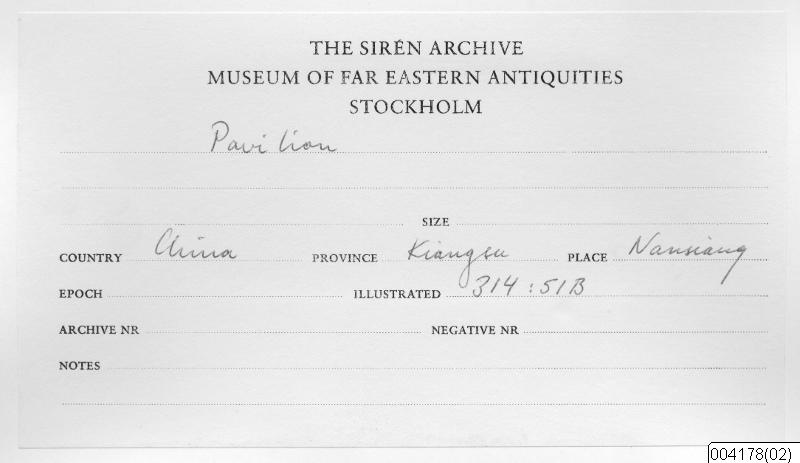 THE SIRÉN ARCHIVE
MUSEUM OF FAR EASTERN ANTIQUITIES
STOCKHOLM
Pavilion
SIZE
COUNTRY China PROVINCE Kiangsu PLACE Nansiang
EPOCH ILLUSTRATED 314:51B
ARCHIVE NR NEGATIVE NR
NOTES
004178(02)